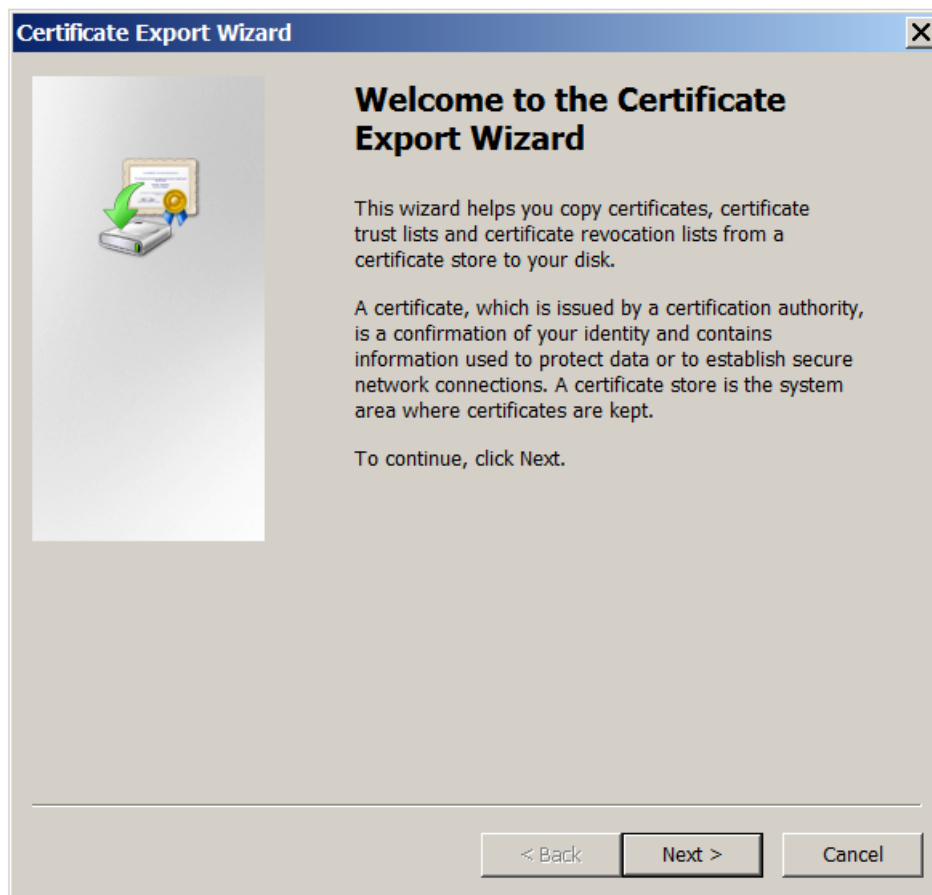 Certificate Export Wizard
Welcome to the Certificate
Export Wizard
This wizard helps you copy certificates, certificate
trust lists and certificate revocation lists from a
certificate store to your disk.
A certificate, which is issued by a certification authority,
is a confirmation of your identity and contains
information used to protect data or to establish secure
network connections. A certificate store is the system
area where certificates are kept.
To continue, click Next.
< Back
Next >
Cancel